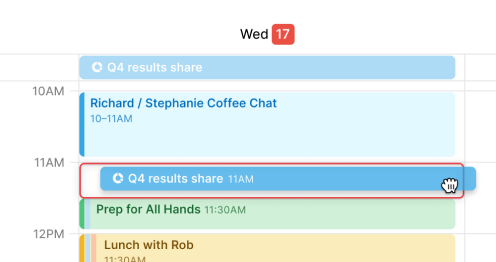 Wed 17
Q4 results share
10AM
Richard / Stephanie Coffee Chat
10–11AM
11AM
Q4 results share 11AM
Prep for All Hands 11:30AM
12PM
Lunch with Rob
11:30AM